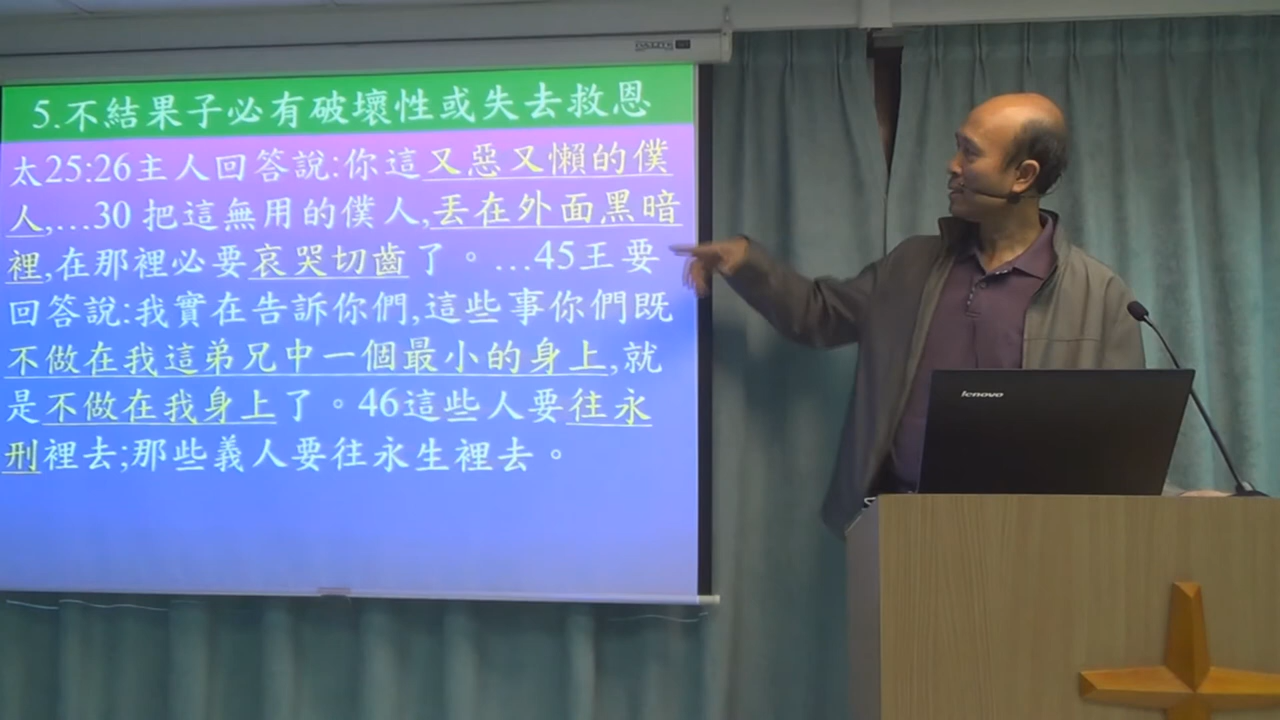 5.不結果子必有破壞性或失去救恩
太25:26主人回答說:你這又惡又懶的僕
人,…30 把這無用的僕人,丟在外面黑暗
裡,在那裡必要哀哭切齒了。…45王要
回答說:我實在告訴你們,這些事你們既
不做在我這弟兄中一個最小的身上,就
是不做在我身上了。46這些人要往永
刑裡去;那些義人要往永生裡去。
lenovo